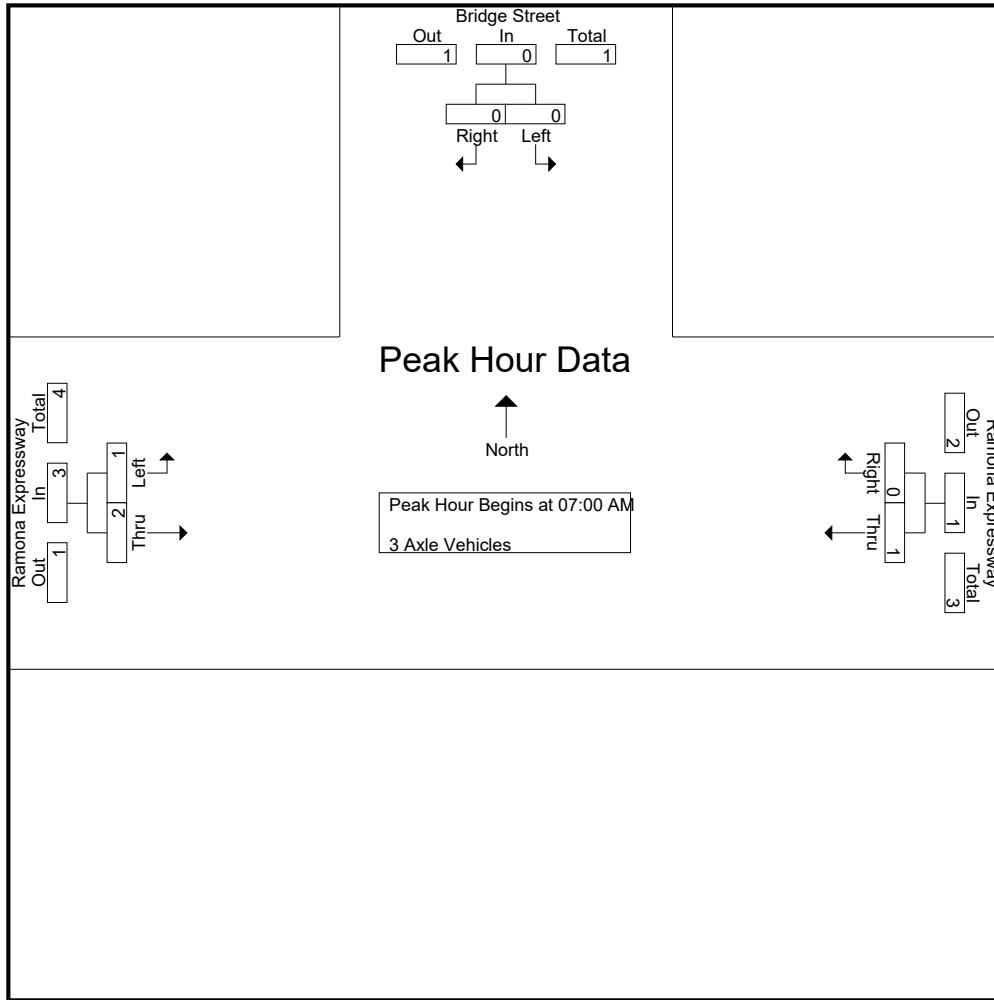 Bridge Street
Out In Total
1 0 1
0 0
Right Left
Peak Hour Data
North
Peak Hour Begins at 07:00 AM
3 Axle Vehicles
Ramona Expressway
Total In Out
4 3 1
1 2
Left Thru
Ramona Expressway
Out In Total
2 1 3
0 1
Right Thru